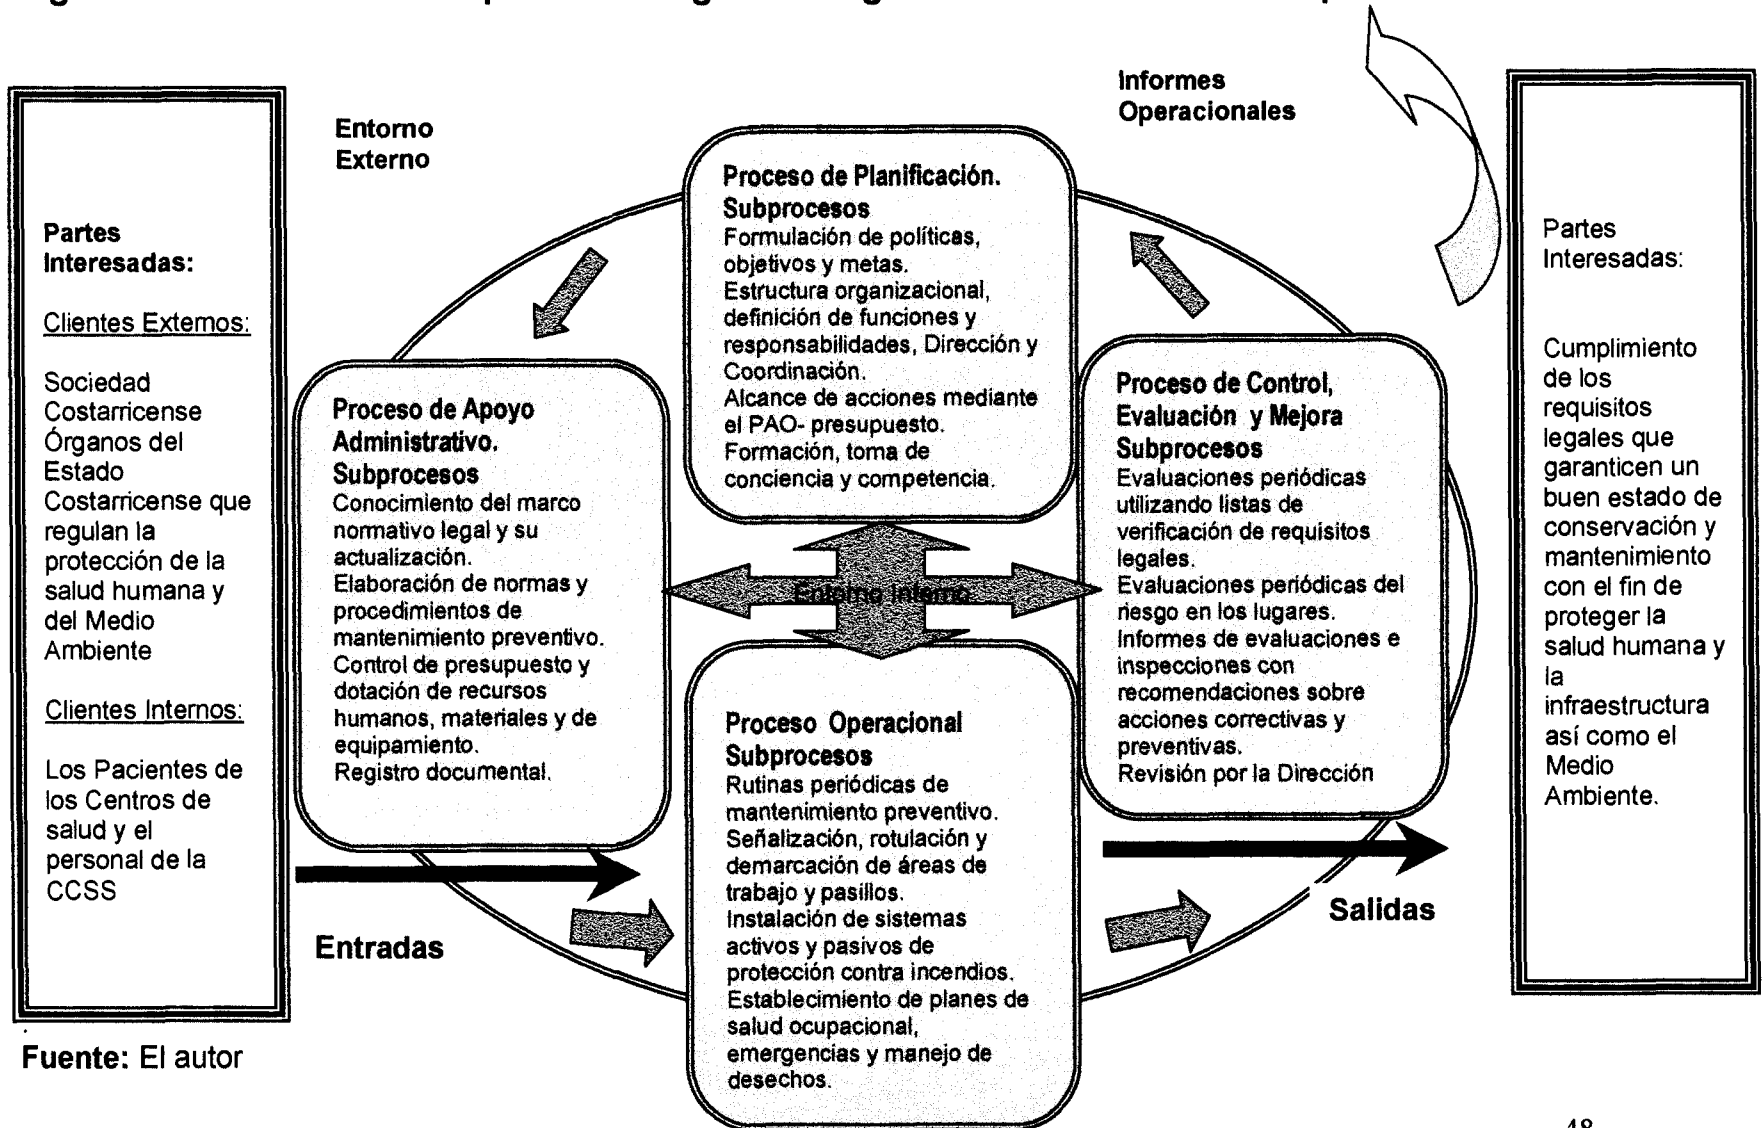 Partes
Interesadas:
Clientes Externos:
Sociedad
Costarricense
Órganos del
Estado
Costarricense que
regulan la
protección de la
salud humana y
del Medio
Ambiente
Clientes Internos:
Los Pacientes de
los Centros de
salud y el
personal de la
CCSS
Entorno
Externo
Informes
Operacionales
Proceso de Planificación.
Subprocesos
Formulación de políticas,
objetivos y metas.
Estructura organizacional,
definición de funciones y
responsabilidades, Dirección y
Coordinación.
Alcance de acciones mediante
el PAO- presupuesto.
Formación, toma de
conciencia y competencia.
Proceso de Apoyo
Administrativo.
Subprocesos
Conocimiento del marco
normativo legal y su
actualización.
Elaboración de normas y
procedimientos de
mantenimiento preventivo.
Control de presupuesto y
dotación de recursos
humanos, materiales y de
equipamiento.
Registro documental.
Entorno Interno
Proceso de Control,
Evaluación y Mejora
Subprocesos
Evaluaciones periódicas
utilizando listas de
verificación de requisitos
legales.
Evaluaciones periódicas del
riesgo en los lugares.
Informes de evaluaciones e
inspecciones con
recomendaciones sobre
acciones correctivas y
preventivas.
Revisión por la Dirección
Proceso Operacional
Subprocesos
Rutinas periódicas de
mantenimiento preventivo.
Señalización, rotulación y
demarcación de áreas de
trabajo y pasillos.
Instalación de sistemas
activos y pasivos de
protección contra incendios.
Establecimiento de planes de
salud ocupacional,
emergencias y manejo de
desechos.
Entradas
Salidas
Partes
Interesadas:
Cumplimiento
de los
requisitos
legales que
garanticen un
buen estado de
conservación y
mantenimiento
con el fin de
proteger la
salud humana y
la
infraestructura
así como el
Medio
Ambiente.
Fuente: El autor